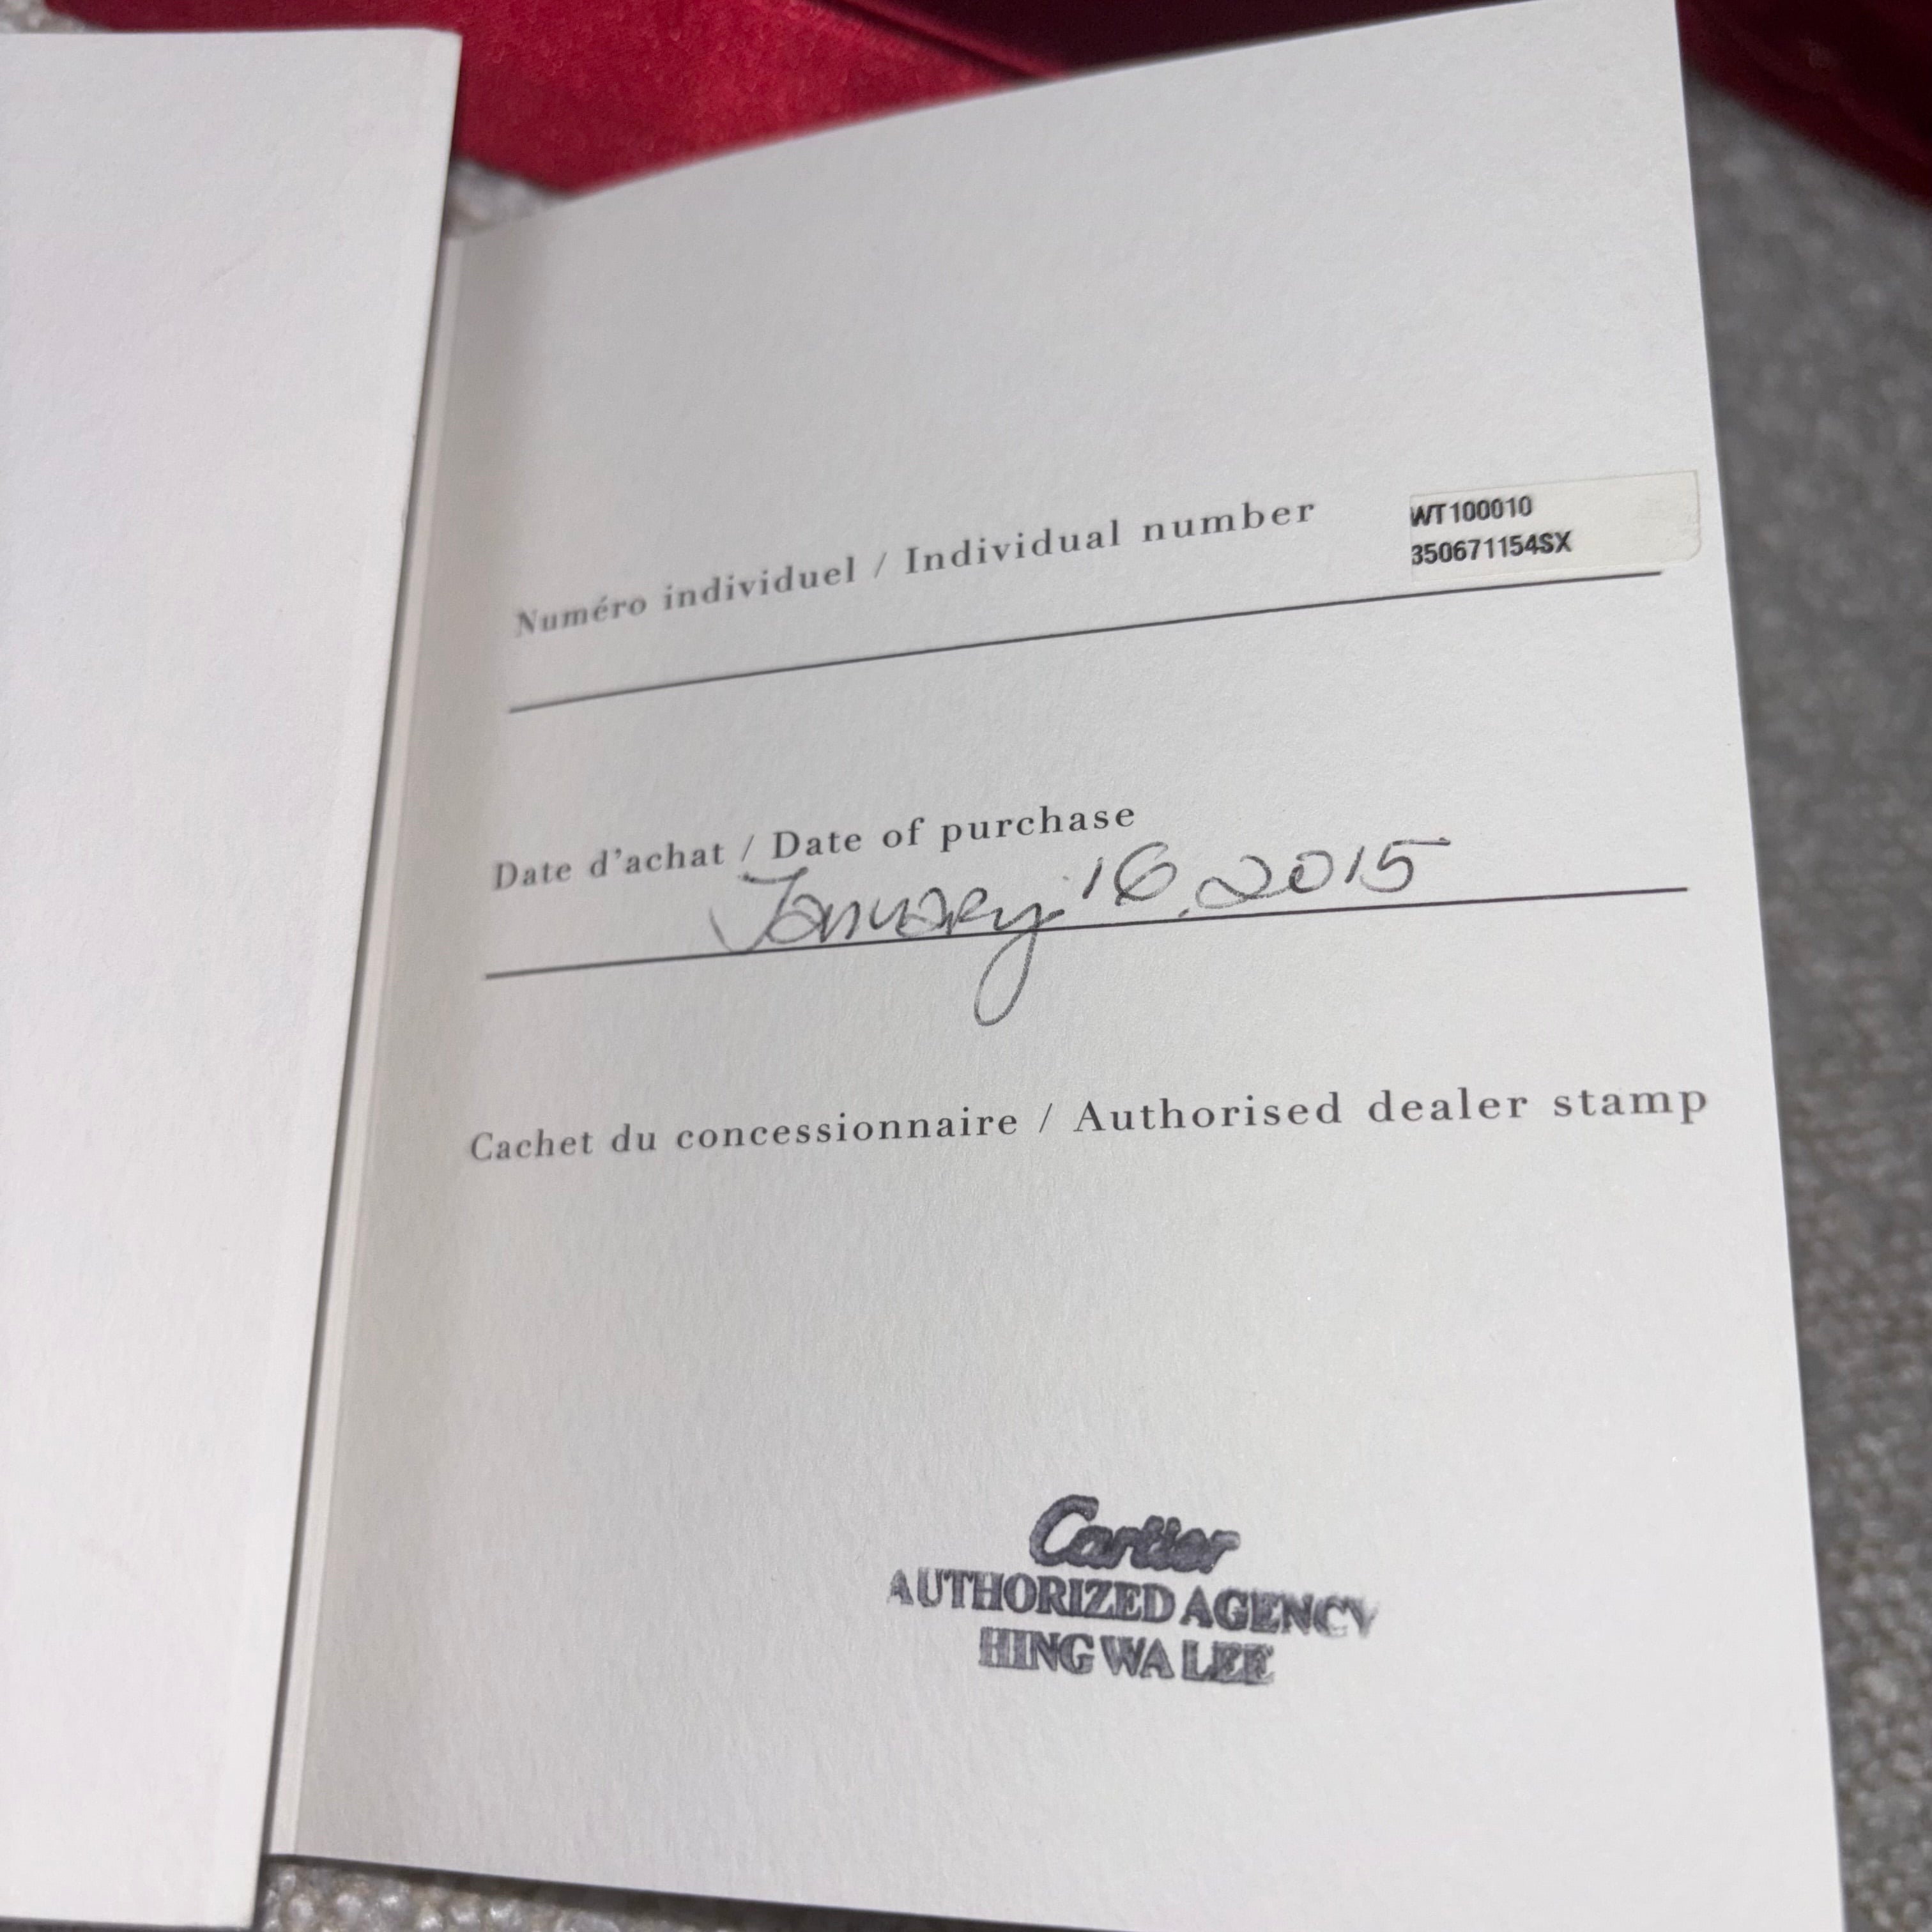 Numéro individuel / Individual number
WT100010
350671154SX
Date d'achat / Date of purchase
January 16, 2015
Cachet du concessionnaire / Authorised dealer stamp
Cartier
AUTHORIZED AGENCY
HING WA LEE